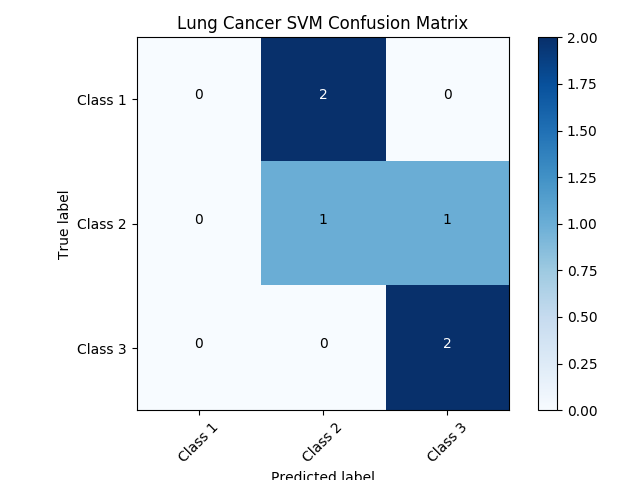 Lung Cancer SVM Confusion Matrix
2.00
1.75
1.50
1.25
1.00
0.75
0.50
0.25
0.00
True label
Class 1
0
2
0
Class 2
0
1
1
Class 3
0
0
2
Class 1
Class 2
Class 3
Predicted label